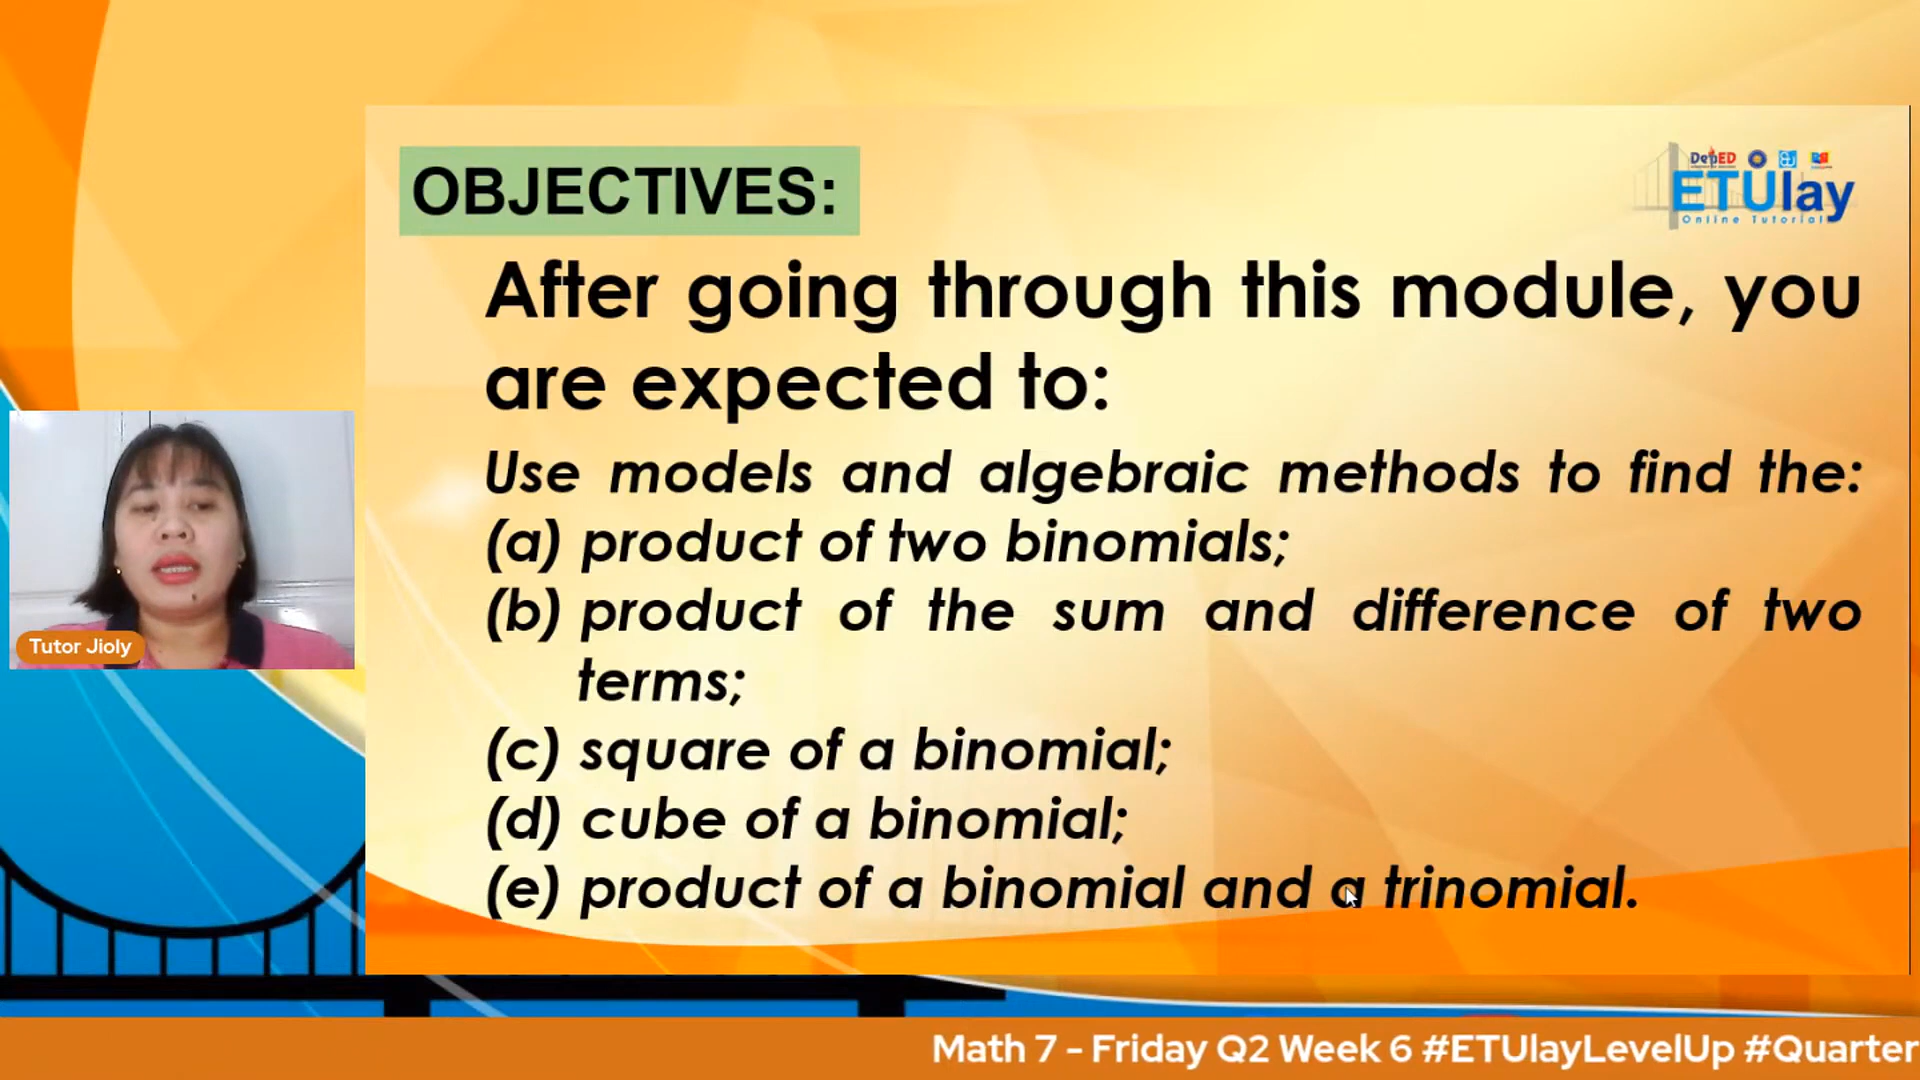 OBJECTIVES:
DepED
ETUlay
Online Tutorial
After going through this module, you
are expected to:
Use models and algebraic methods to find the:
(a) product of two binomials;
(b) product of the sum and difference of two
terms;
(c) square of a binomial;
(d) cube of a binomial;
(e) product of a binomial and a trinomial.
Tutor Jioly
Math 7 - Friday Q2 Week 6 #ETUlayLevelUp #Quarter